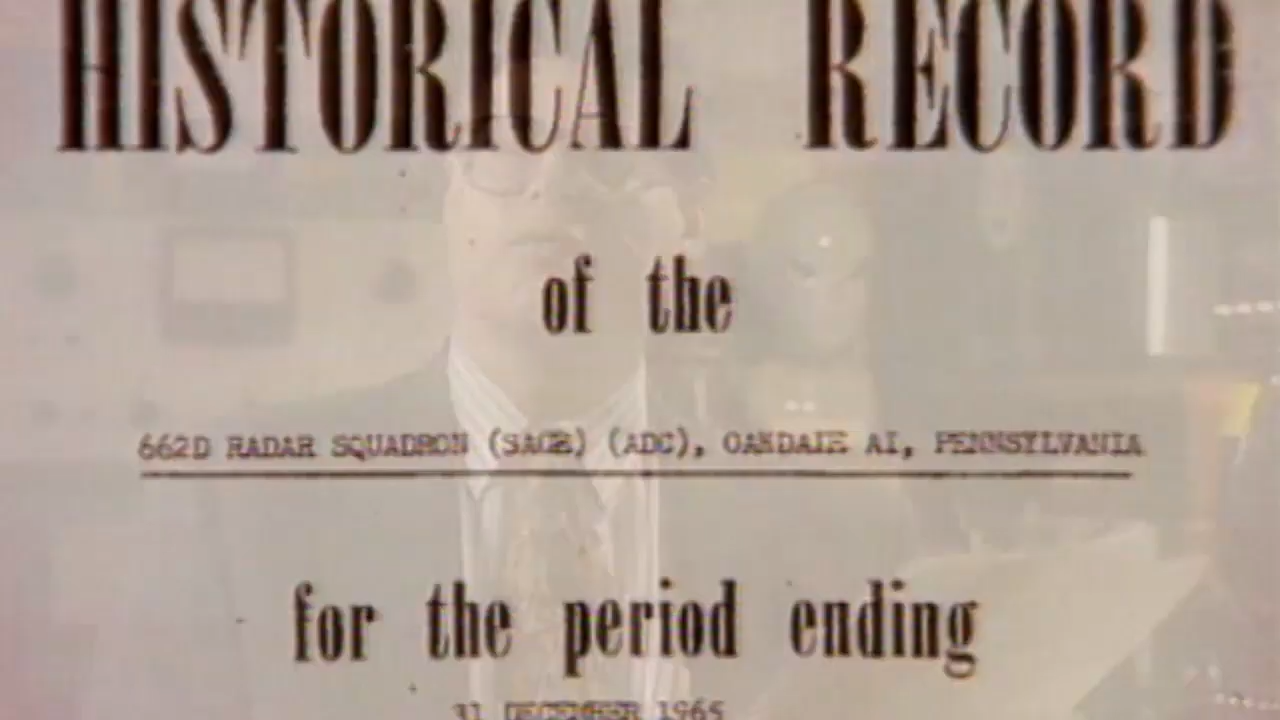 HISTORICAL RECORD
of the
662D RADAR SQUADRON (SAGE) (ADC), OAKDALE AI, PENNSYLVANIA
for the period ending
31 DECEMBER 1965